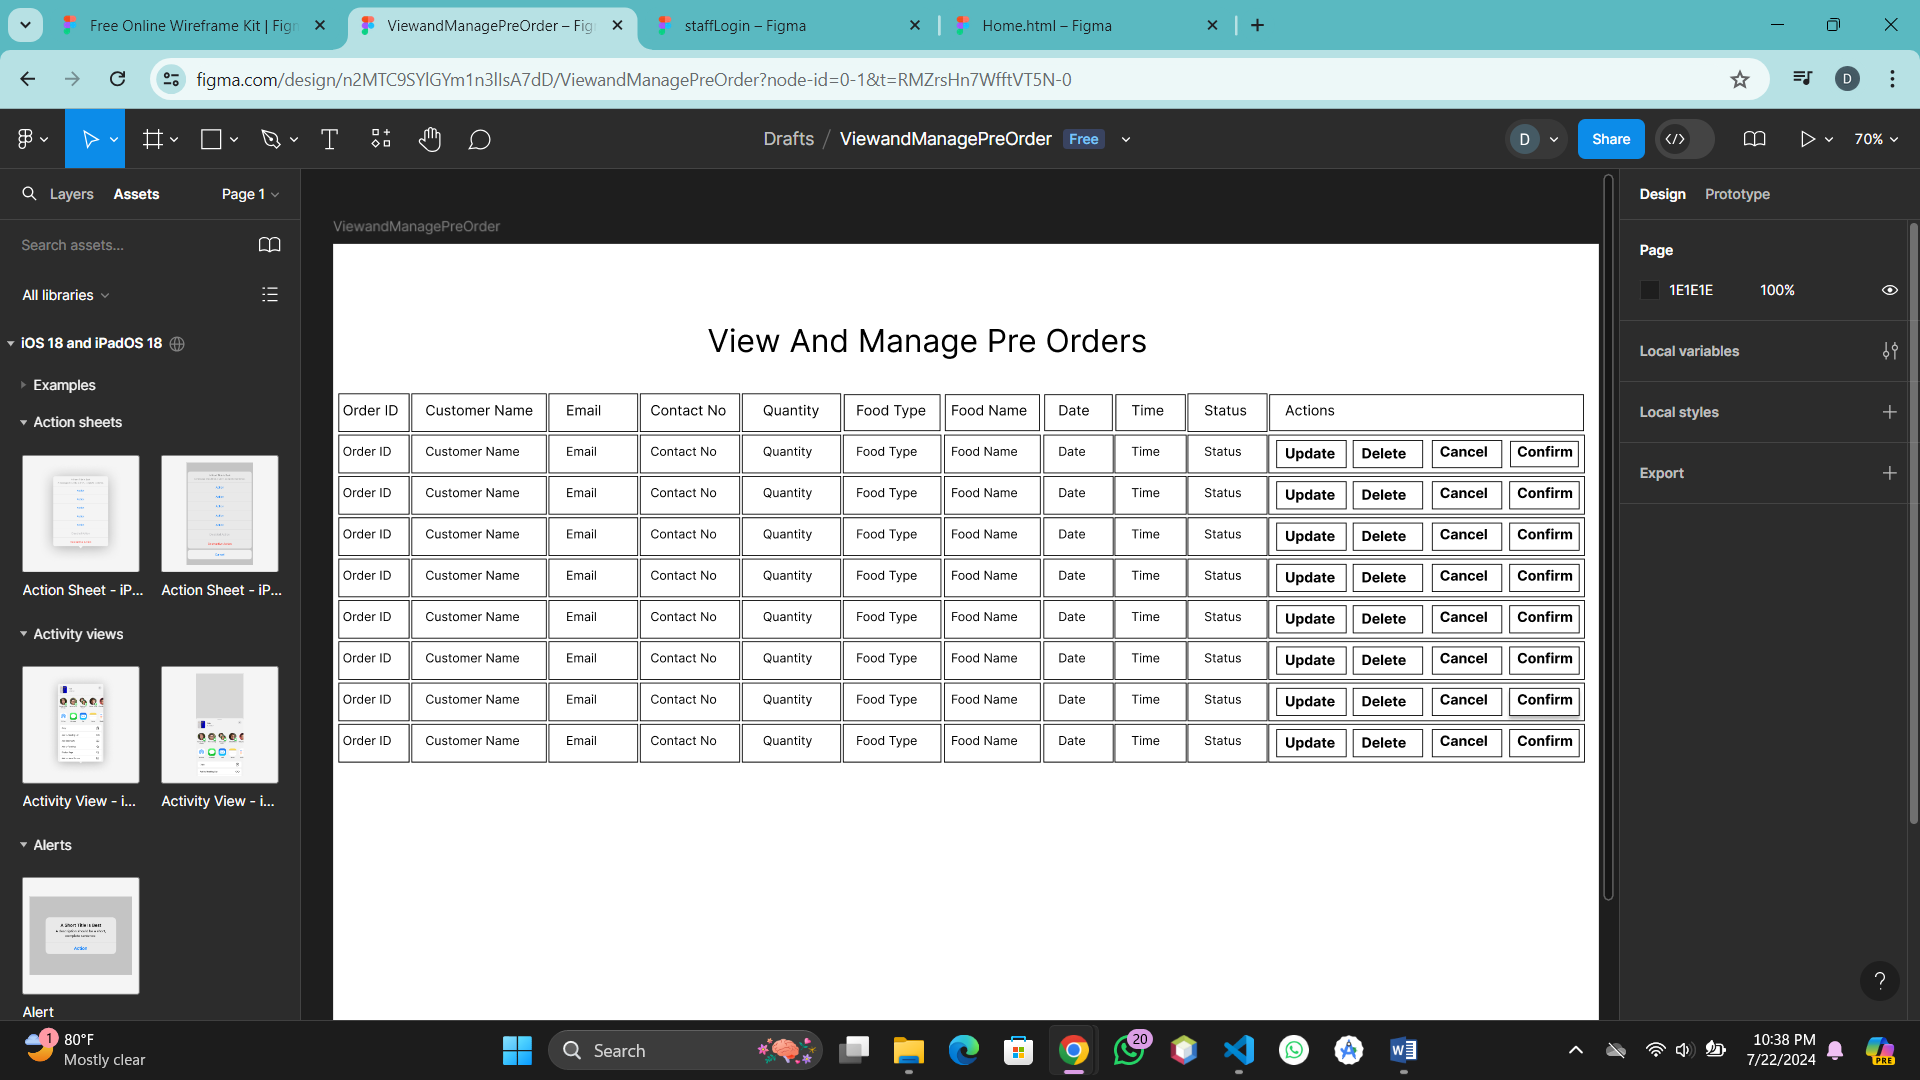 Free Online Wireframe Kit | Figm
ViewandManagePreOrder – Fig
staffLogin – Figma
Home.html – Figma
figma.com/design/n2MTC9SYlGYm1n3lIsA7dD/ViewandManagePreOrder?node-id=0-1&t=RMZrsHn7WfftVT5N-0
D
Drafts / ViewandManagePreOrder Free
D
Share
70%
Layers
Assets
Page 1
Search assets...
All libraries
iOS 18 and iPadOS 18
Examples
Action sheets
Action Sheet - iP...
Action Sheet - iP...
Activity views
Activity View - i...
Activity View - i...
Alerts
A Short Title Is Best
Action
Alert
ViewandManagePreOrder
View And Manage Pre Orders
Order ID Customer Name Email Contact No Quantity Food Type Food Name Date Time Status Actions
Order ID Customer Name Email Contact No Quantity Food Type Food Name Date Time Status Update Delete Cancel Confirm
Order ID Customer Name Email Contact No Quantity Food Type Food Name Date Time Status Update Delete Cancel Confirm
Order ID Customer Name Email Contact No Quantity Food Type Food Name Date Time Status Update Delete Cancel Confirm
Order ID Customer Name Email Contact No Quantity Food Type Food Name Date Time Status Update Delete Cancel Confirm
Order ID Customer Name Email Contact No Quantity Food Type Food Name Date Time Status Update Delete Cancel Confirm
Order ID Customer Name Email Contact No Quantity Food Type Food Name Date Time Status Update Delete Cancel Confirm
Order ID Customer Name Email Contact No Quantity Food Type Food Name Date Time Status Update Delete Cancel Confirm
Order ID Customer Name Email Contact No Quantity Food Type Food Name Date Time Status Update Delete Cancel Confirm
Design
Prototype
Page
1E1E1E 100%
Local variables
Local styles
Export
?
1
80°F
Mostly clear
Search
20
10:38 PM
7/22/2024
PRE